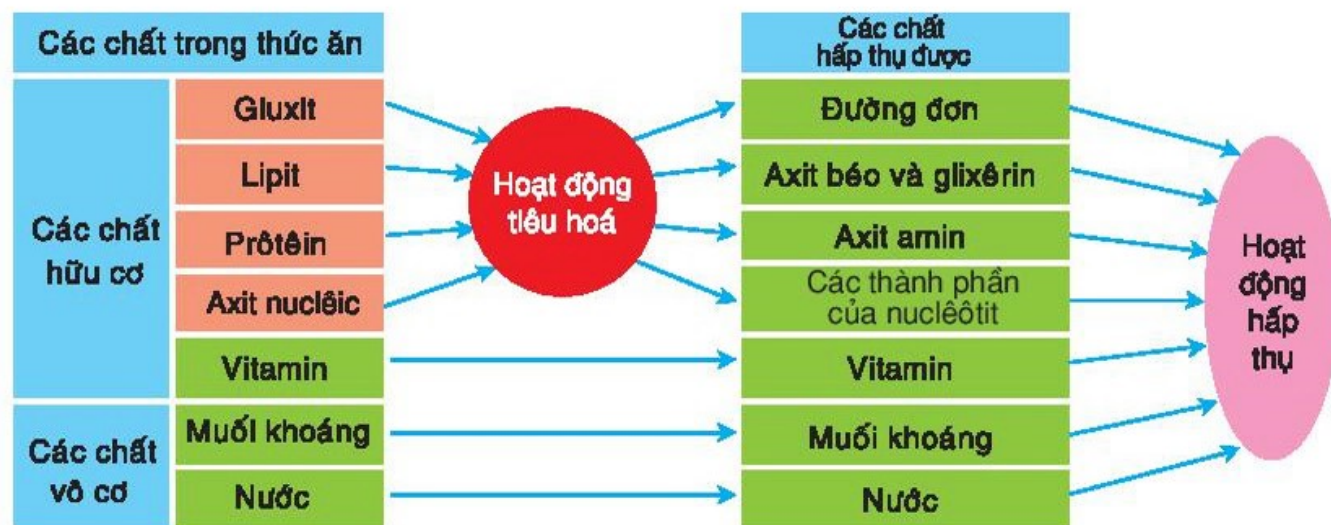 Các chất trong thức ăn
Các chất
hấp thụ được
Các chất
hữu cơ
Gluxit
Lipit
Prôtêin
Axit nuclêic
Vitamin
Các chất
vô cơ
Muối khoáng
Nước
Hoạt động
tiêu hoá
Đường đơn
Axit béo và glixêrin
Axit amin
Các thành phần
của nuclêôtit
Vitamin
Muối khoáng
Nước
Hoạt
động
hấp
thụ